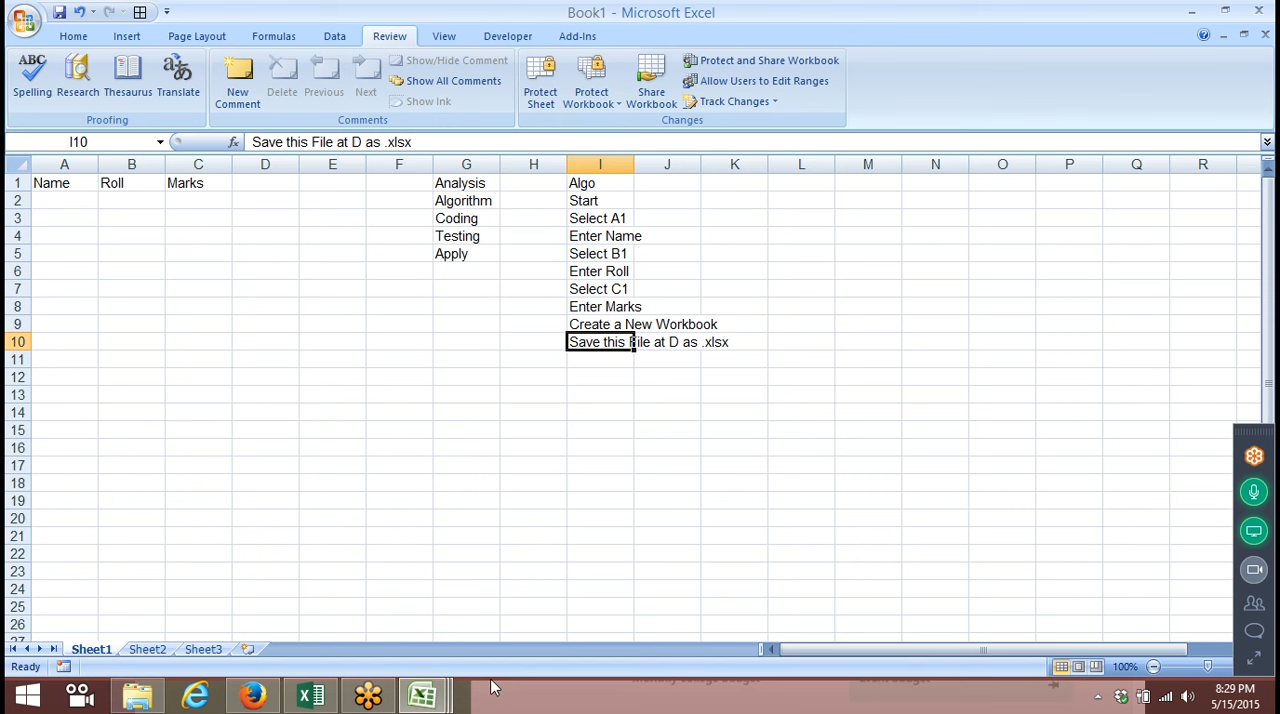 Book1 - Microsoft Excel
Home Insert Page Layout Formulas Data Review View Developer Add-Ins
ABC
Spelling Research Thesaurus Translate
Proofing
New Comment Delete Previous Next
Show/Hide Comment
Show All Comments
Show Ink
Comments
Protect Sheet Protect Workbook Share Workbook
Protect and Share Workbook
Allow Users to Edit Ranges
Track Changes
Changes
I10 fx Save this File at D as .xlsx
A B C D E F G H I J K L M N O P Q R
1 Name Roll Marks Analysis Algo
2 Algorithm Start
3 Coding Select A1
4 Testing Enter Name
5 Apply Select B1
6 Enter Roll
7 Select C1
8 Enter Marks
9 Create a New Workbook
10 Save this File at D as .xlsx
11
12
13
14
15
16
17
18
19
20
21
22
23
24
25
26
27
Sheet1 Sheet2 Sheet3
Ready 100%
8:29 PM
5/15/2015